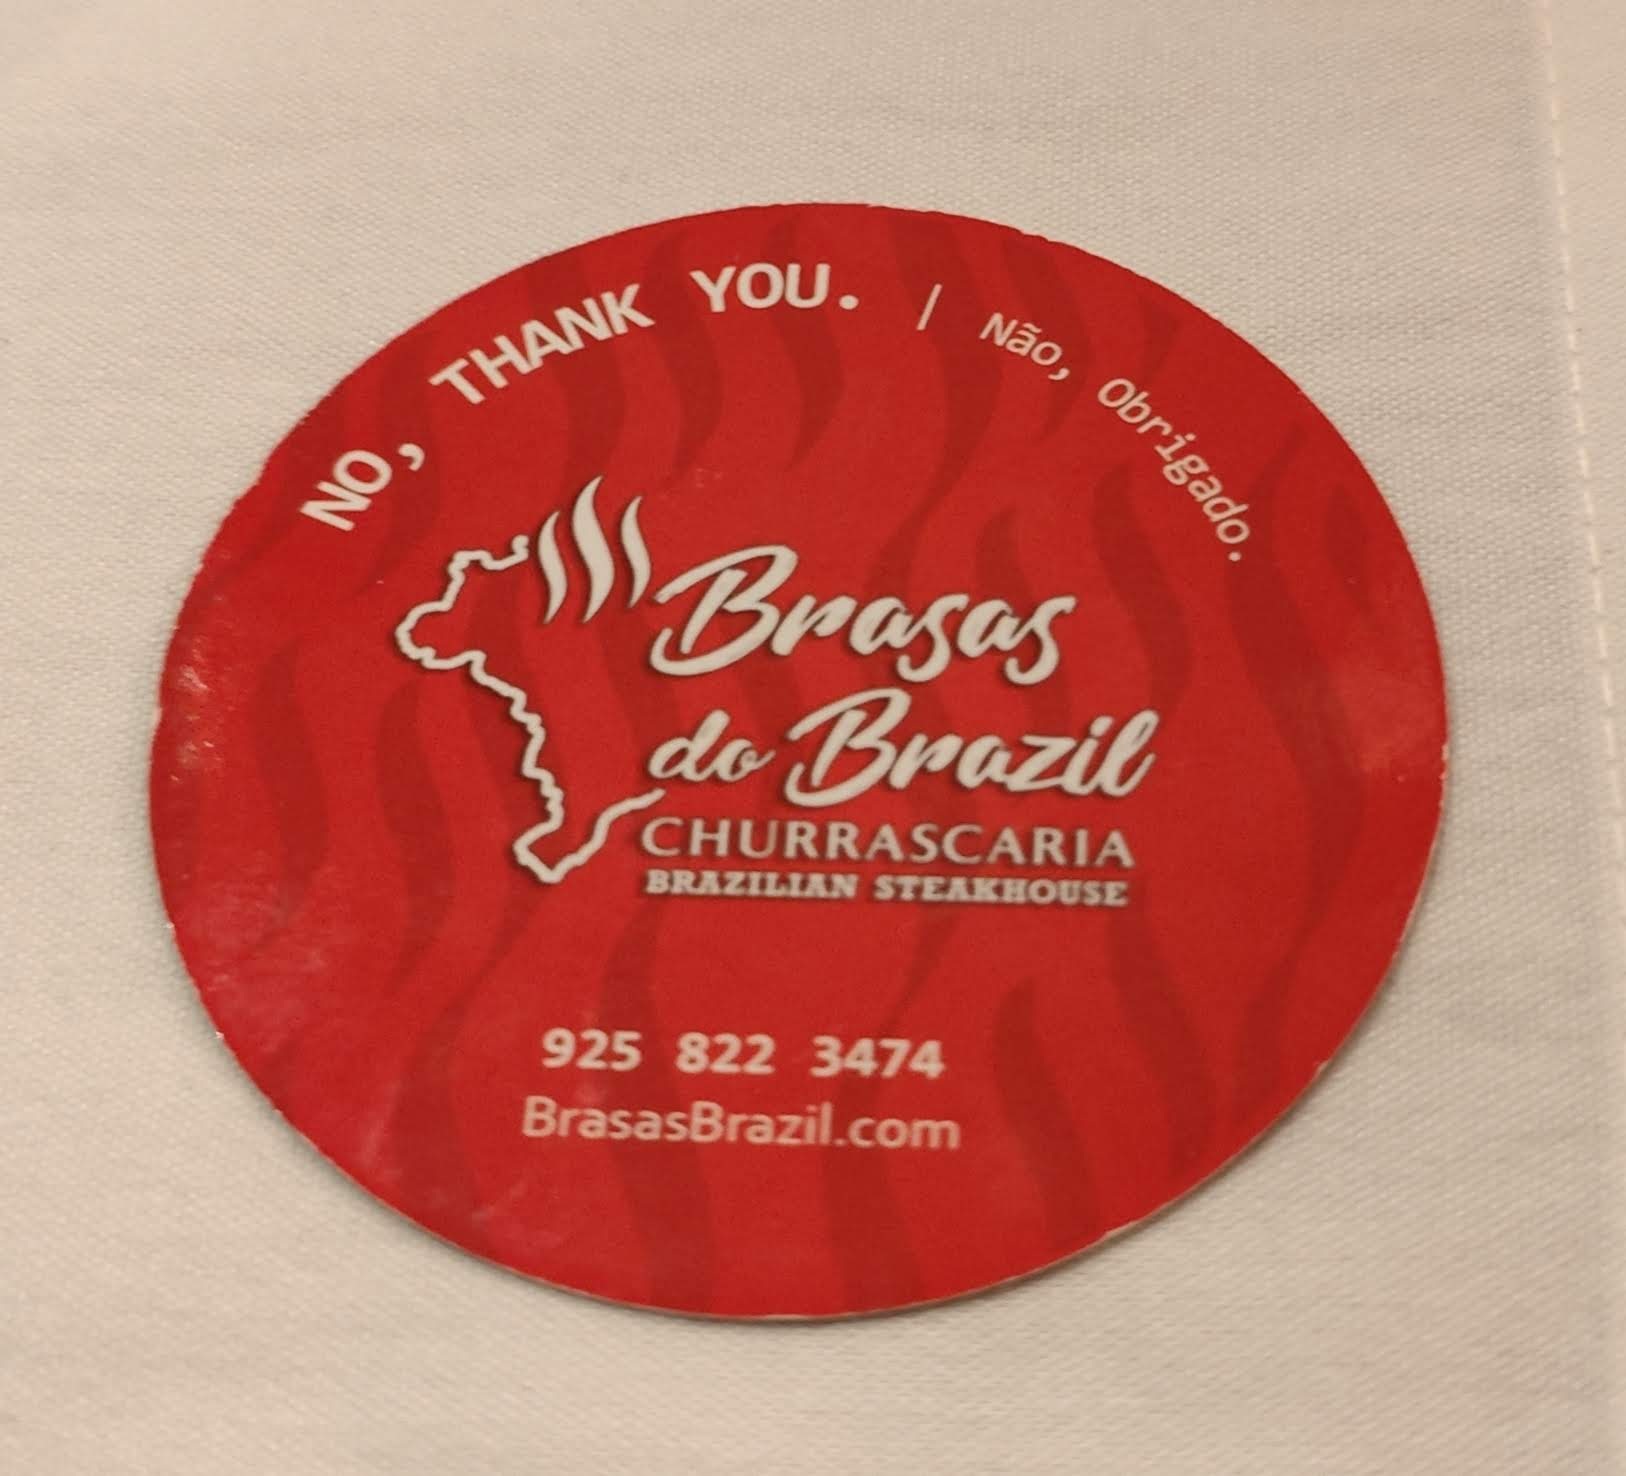 NO, THANK YOU. | Não, Obrigado.
Brasas
do Brazil
CHURRASCARIA
BRAZILIAN STEAKHOUSE
925 822 3474
BrasasBrazil.com